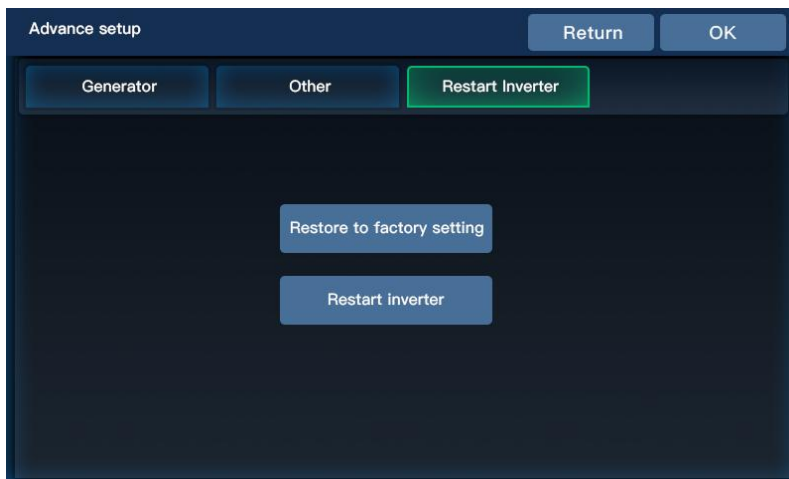 Advance setup
Return
OK
Generator
Other
Restart Inverter
Restore to factory setting
Restart inverter